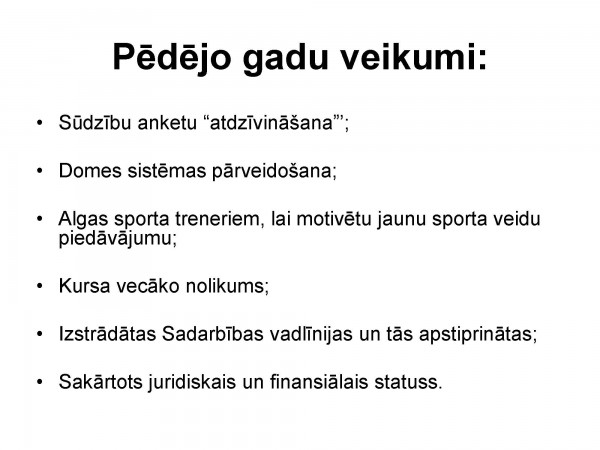 Pēdējo gadu veikumi:
• Sūdzību anketu “atdzīvināšana”’;
• Domes sistēmas pārveidošana;
• Algas sporta treneriem, lai motivētu jaunu sporta veidu
piedāvājumu;
• Kursa vecāko nolikums;
• Izstrādātas Sadarbības vadlīnijas un tās apstiprinātas;
• Sakārtots juridiskais un finansiālais statuss.